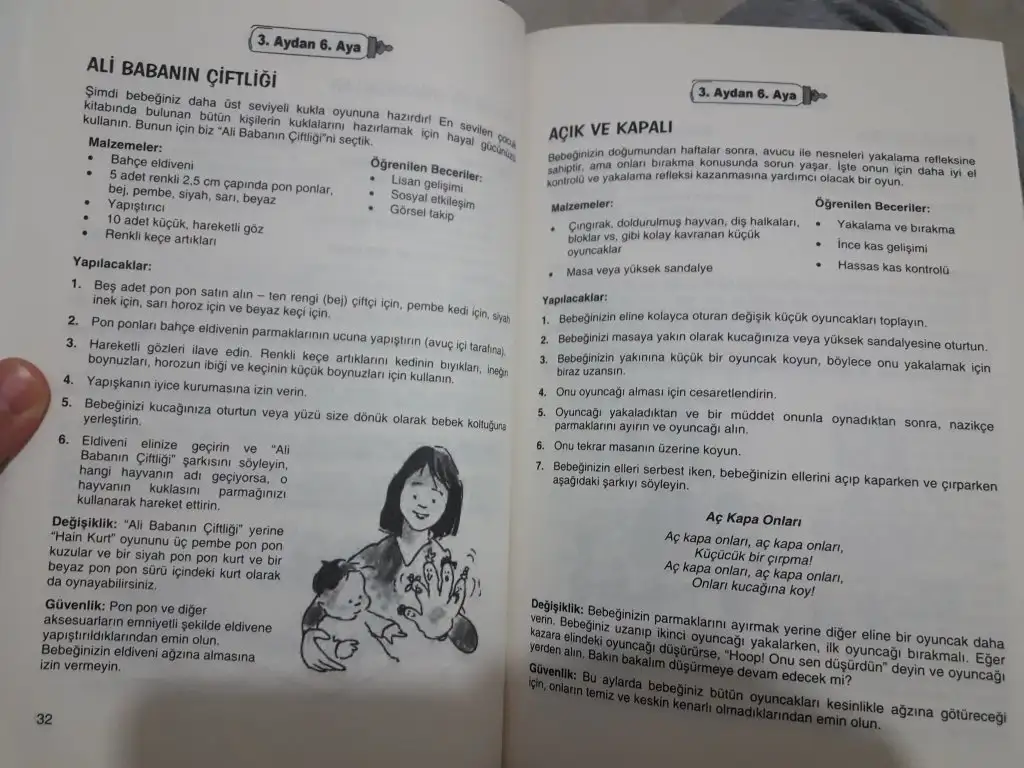 3. Aydan 6. Aya
ALİ BABANIN ÇİFTLİĞİ
Şimdi bebeğiniz daha üst seviyeli kukla oyununa hazırdır! En sevilen çocuk
kitabında bulunan bütün kişilerin kuklalarını hazırlamak için hayal gücünüzü
kullanın. Bunun için biz "Ali Babanın Çiftliği"ni seçtik.
Malzemeler:
• Bahçe eldiveni
• 5 adet renkli 2,5 cm çapında pon ponlar,
bej, pembe, siyah, sarı, beyaz
• Yapıştırıcı
• 10 adet küçük, hareketli göz
• Renkli keçe artıkları
Öğrenilen Beceriler:
• Lisan gelişimi
• Sosyal etkileşim
• Görsel takip
Yapılacaklar:
1. Beş adet pon pon satın alın – ten rengi (bej) çiftçi için, pembe kedi için, siyah
inek için, sarı horoz için ve beyaz keçi için.
2. Pon ponları bahçe eldivenin parmaklarının ucuna yapıştırın (avuç içi tarafına).
3. Hareketli gözleri ilave edin. Renkli keçe artıklarını kedinin bıyıkları, ineğin
boynuzları, horozun ibiği ve keçinin küçük boynuzları için kullanın.
4. Yapışkanın iyice kurumasına izin verin.
5. Bebeğinizi kucağınıza oturtun veya yüzü size dönük olarak bebek koltuğuna
yerleştirin.
6. Eldiveni elinize geçirin ve "Ali
Babanın Çiftliği" şarkısını söyleyin,
hangi hayvanın adı geçiyorsa, o
hayvanın kuklasını parmağınızı
kullanarak hareket ettirin.
Değişiklik: "Ali Babanın Çiftliği" yerine
"Hain Kurt" oyununu üç pembe pon pon
kuzular ve bir siyah pon pon kurt ve bir
beyaz pon pon sürü içindeki kurt olarak
da oynayabilirsiniz.
Güvenlik: Pon pon ve diğer
aksesuarların emniyetli şekilde eldivene
yapıştırıldıklarından emin olun.
Bebeğinizin eldiveni ağzına almasına
izin vermeyin.
32
3. Aydan 6. Aya
AÇIK VE KAPALI
Bebeğinizin doğumundan haftalar sonra, avucu ile nesneleri yakalama refleksine
sahiptir, ama onları bırakma konusunda sorun yaşar. İşte onun için daha iyi el
kontrolü ve yakalama refleksi kazanmasına yardımcı olacak bir oyun.
Malzemeler:
• Çıngırak, doldurulmuş hayvan, diş halkaları,
bloklar vs. gibi kolay kavranan küçük
oyuncaklar
• Masa veya yüksek sandalye
Öğrenilen Beceriler:
• Yakalama ve bırakma
• İnce kas gelişimi
• Hassas kas kontrolü
Yapılacaklar:
1. Bebeğinizin eline kolayca oturan değişik küçük oyuncakları toplayın.
2. Bebeğinizi masaya yakın olarak kucağınıza veya yüksek sandalyesine oturtun.
3. Bebeğinizin yakınına küçük bir oyuncak koyun, böylece onu yakalamak için
biraz uzansın.
4. Onu oyuncağı alması için cesaretlendirin.
5. Oyuncağı yakaladıktan ve bir müddet onunla oynadıktan sonra, nazikçe
parmaklarını ayırın ve oyuncağı alın.
6. Onu tekrar masanın üzerine koyun.
7. Bebeğinizin elleri serbest iken, bebeğinizin ellerini açıp kaparken ve çırparken
aşağıdaki şarkıyı söyleyin.
Aç Kapa Onları
Aç kapa onları, aç kapa onları,
Küçücük bir çırpma!
Aç kapa onları, aç kapa onları,
Onları kucağına koy!
Değişiklik: Bebeğinizin parmaklarını ayırmak yerine diğer eline bir oyuncak daha
verin. Bebeğiniz uzanıp ikinci oyuncağı yakalarken, ilk oyuncağı bırakmalı. Eğer
kazara elindeki oyuncağı düşürürse, "Hoop! Onu sen düşürdün" deyin ve oyuncağı
yerden alın. Bakın bakalım düşürmeye devam edecek mi?
Güvenlik: Bu aylarda bebeğiniz bütün oyuncakları kesinlikle ağzına götüreceği
için, onların temiz ve keskin kenarlı olmadıklarından emin olun.